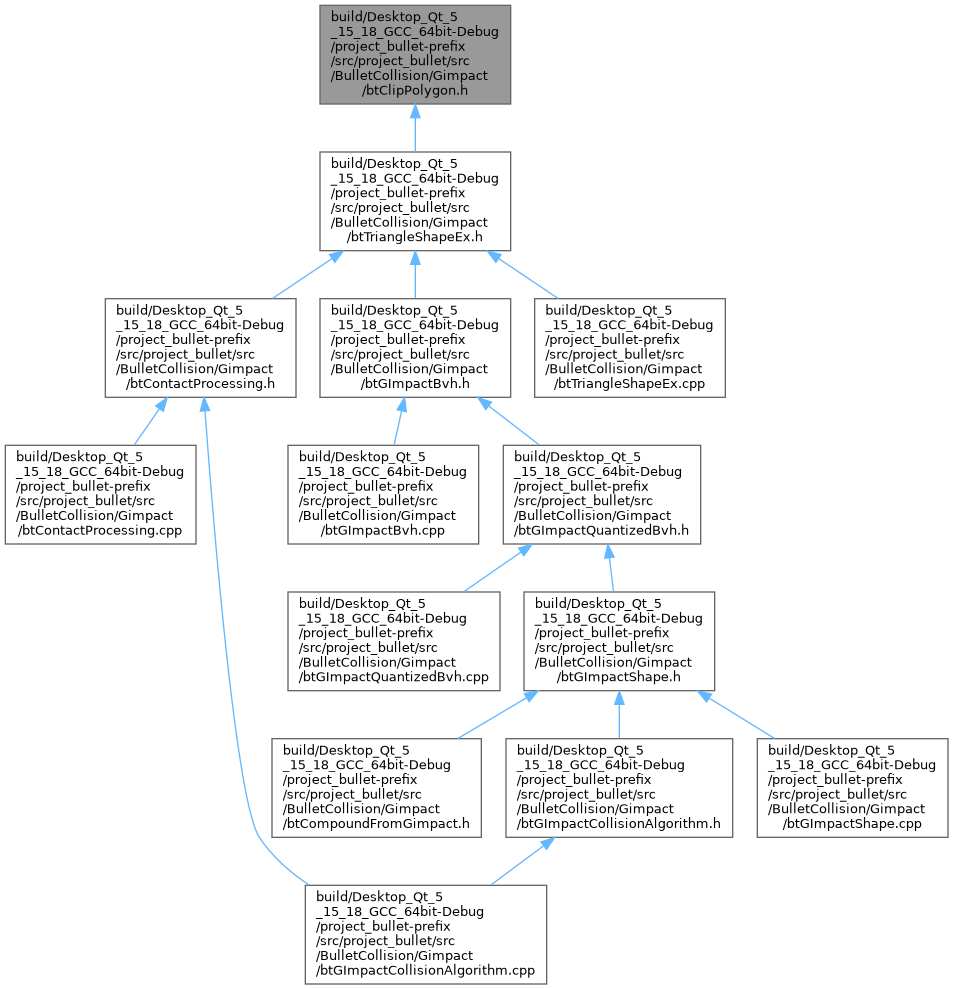 build/Desktop_Qt_5
_15_18_GCC_64bit-Debug
/project_bullet-prefix
/src/project_bullet/src
/BulletCollision/Gimpact
/btClipPolygon.h
build/Desktop_Qt_5
_15_18_GCC_64bit-Debug
/project_bullet-prefix
/src/project_bullet/src
/BulletCollision/Gimpact
/btTriangleShapeEx.h
build/Desktop_Qt_5
_15_18_GCC_64bit-Debug
/project_bullet-prefix
/src/project_bullet/src
/BulletCollision/Gimpact
/btContactProcessing.h
build/Desktop_Qt_5
_15_18_GCC_64bit-Debug
/project_bullet-prefix
/src/project_bullet/src
/BulletCollision/Gimpact
/btGImpactBvh.h
build/Desktop_Qt_5
_15_18_GCC_64bit-Debug
/project_bullet-prefix
/src/project_bullet/src
/BulletCollision/Gimpact
/btTriangleShapeEx.cpp
build/Desktop_Qt_5
_15_18_GCC_64bit-Debug
/project_bullet-prefix
/src/project_bullet/src
/BulletCollision/Gimpact
/btContactProcessing.cpp
build/Desktop_Qt_5
_15_18_GCC_64bit-Debug
/project_bullet-prefix
/src/project_bullet/src
/BulletCollision/Gimpact
/btGImpactBvh.cpp
build/Desktop_Qt_5
_15_18_GCC_64bit-Debug
/project_bullet-prefix
/src/project_bullet/src
/BulletCollision/Gimpact
/btGImpactQuantizedBvh.h
build/Desktop_Qt_5
_15_18_GCC_64bit-Debug
/project_bullet-prefix
/src/project_bullet/src
/BulletCollision/Gimpact
/btGImpactQuantizedBvh.cpp
build/Desktop_Qt_5
_15_18_GCC_64bit-Debug
/project_bullet-prefix
/src/project_bullet/src
/BulletCollision/Gimpact
/btGImpactShape.h
build/Desktop_Qt_5
_15_18_GCC_64bit-Debug
/project_bullet-prefix
/src/project_bullet/src
/BulletCollision/Gimpact
/btCompoundFromGimpact.h
build/Desktop_Qt_5
_15_18_GCC_64bit-Debug
/project_bullet-prefix
/src/project_bullet/src
/BulletCollision/Gimpact
/btGImpactCollisionAlgorithm.h
build/Desktop_Qt_5
_15_18_GCC_64bit-Debug
/project_bullet-prefix
/src/project_bullet/src
/BulletCollision/Gimpact
/btGImpactShape.cpp
build/Desktop_Qt_5
_15_18_GCC_64bit-Debug
/project_bullet-prefix
/src/project_bullet/src
/BulletCollision/Gimpact
/btGImpactCollisionAlgorithm.cpp